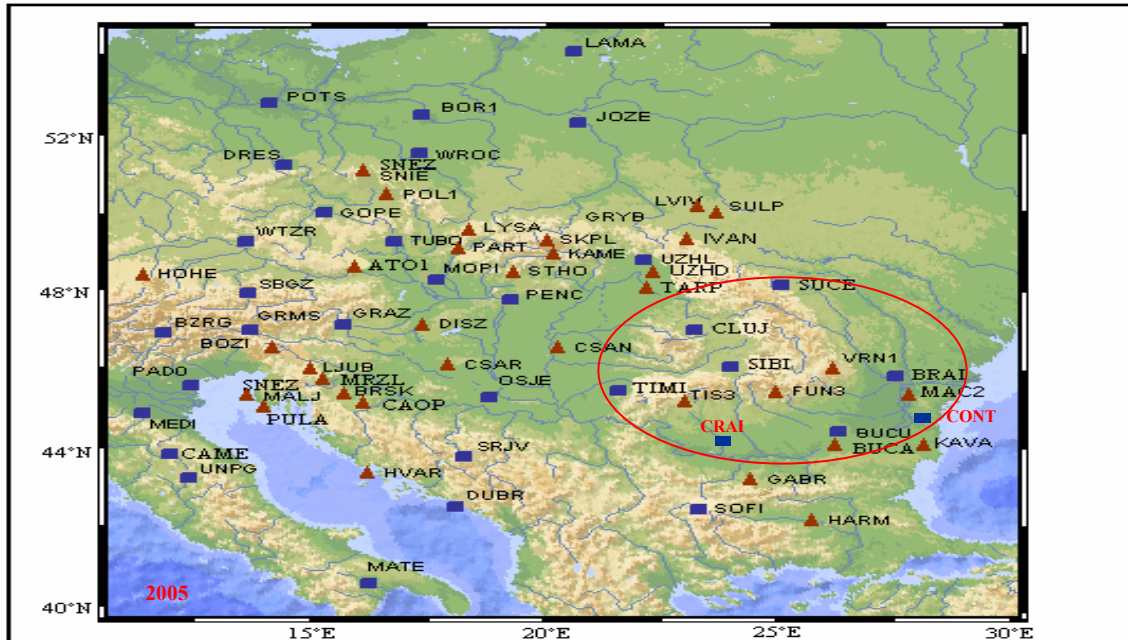 LAMA
POTS
BOR1
JOZE
52°N
DRES
WROC
SNEZ
SNIE
POL1
LVIV
SULP
GOPE
GRYB
WTZR
LYSA
TUBO
PART
SKPL
KAME
IVAN
UZHL
HOHE
ATO1
MOPI
STHO
UZHD
SBGZ
TARP
SUCE
48°N
PENC
BZRG
GRMS
GRAZ
DISZ
CLUJ
BOZI
CSAN
VRN1
PADO
LJUB
CSAR
SIBI
BRAI
SNEZ
MRZL
OSJE
TIMI
MALJ
BRSK
TIS3
FUN3
MAC2
CAOP
MEDI
PULA
CRAI
CONT
BUCU
44°N
CAME
SRJV
BUCA
KAVA
UNPG
HVAR
GABR
DUBR
SOFI
HARM
MATE
2005
40°N
15°E
20°E
25°E
30°E